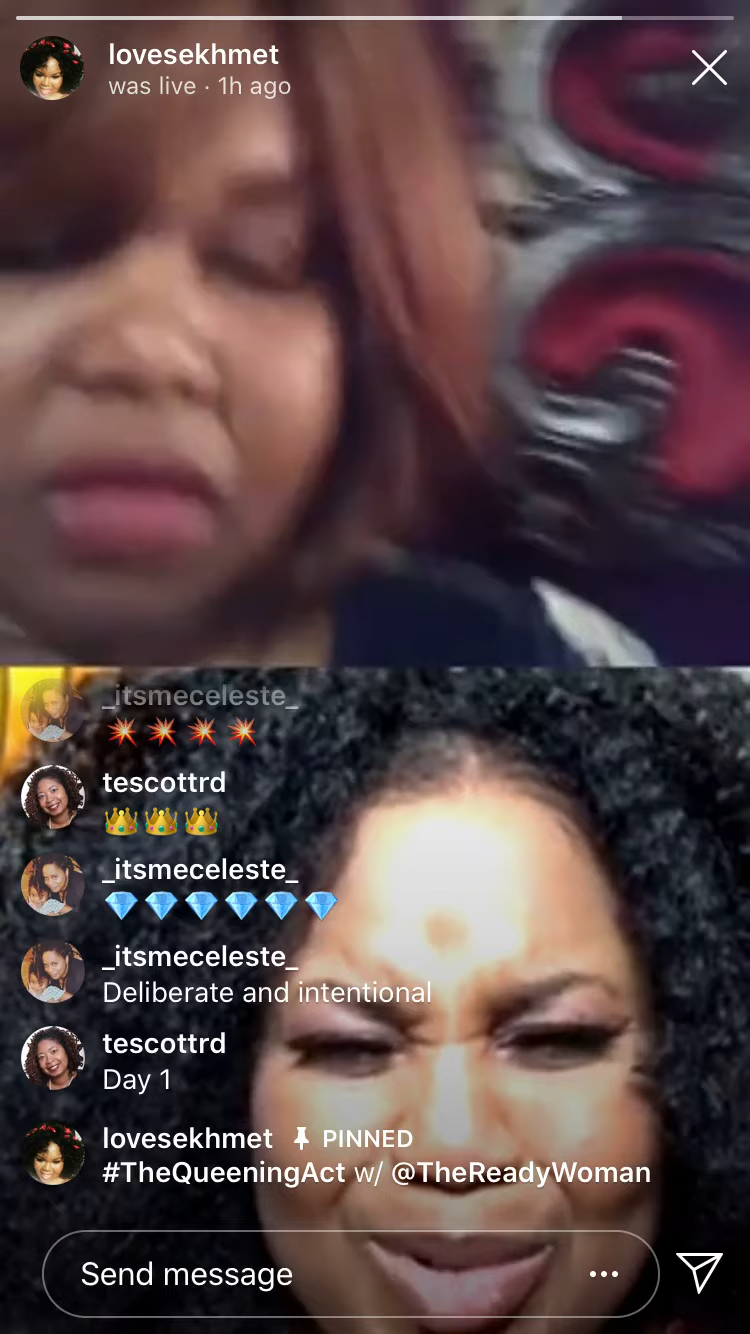 lovesekhmet
was live · 1h ago
_itsmeceleste_
💥💥💥💥
tescottrd
👑👑👑
_itsmeceleste_
💎💎💎💎💎💎
_itsmeceleste_
Deliberate and intentional
tescottrd
Day 1
lovesekhmet 📌 PINNED
#TheQueeningAct w/ @TheReadyWoman
Send message